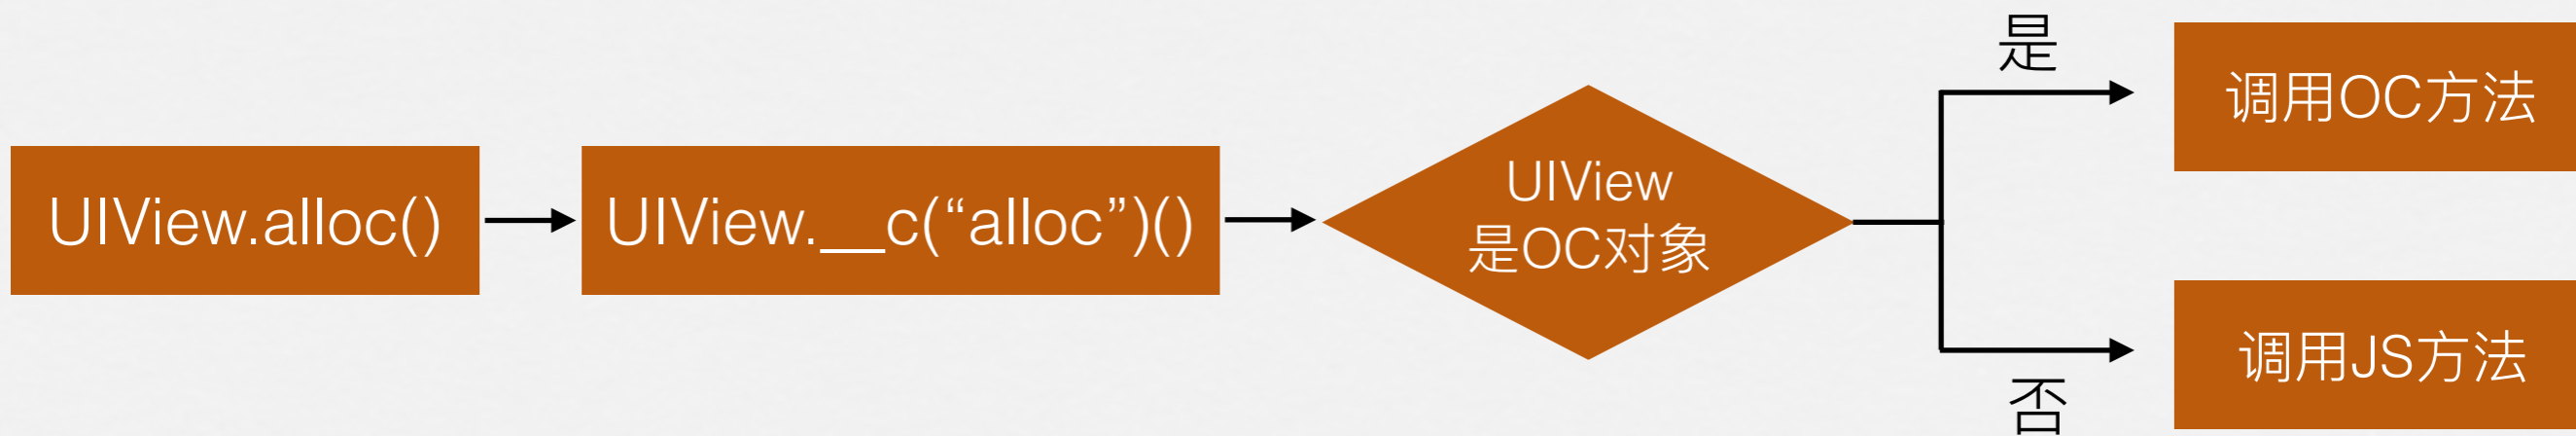 UIView.alloc()
UIView.__c(“alloc”)()
UIView
是OC对象
是
调用OC方法
否
调用JS方法